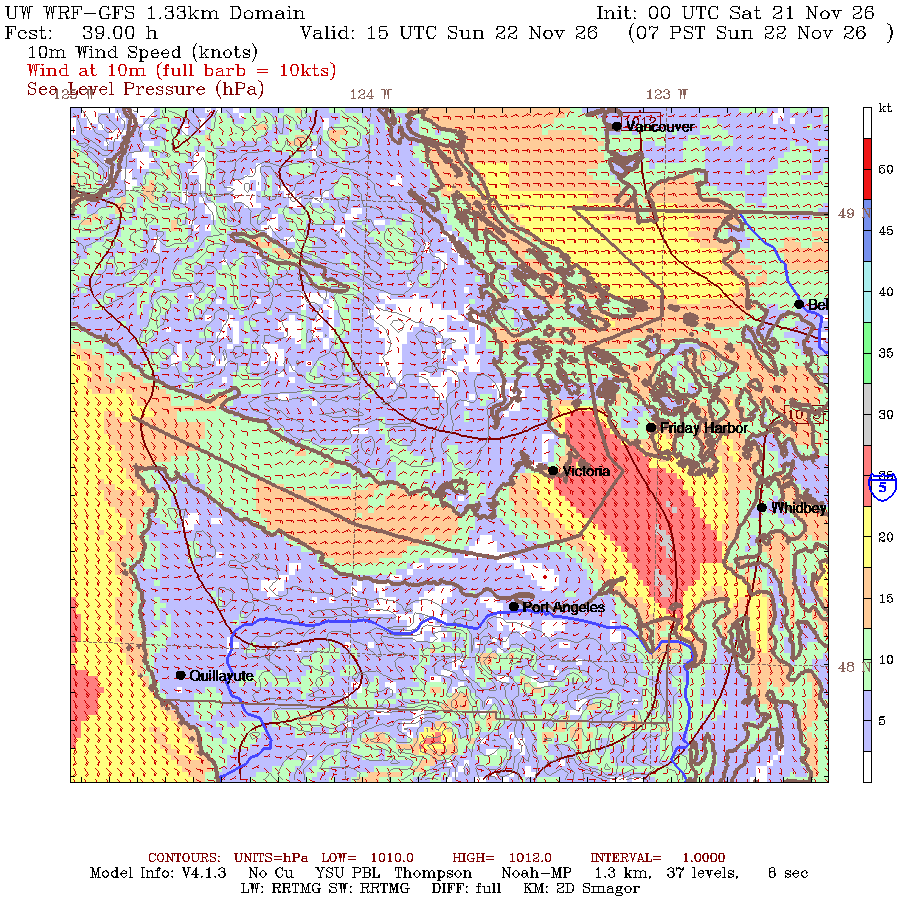 UW WRF-GFS 1.33km Domain Init: 00 UTC Sat 21 Nov 26
Fcst: 39.00 h Valid: 15 UTC Sun 22 Nov 26 (07 PST Sun 22 Nov 26 )
10m Wind Speed (knots)
Wind at 10m (full barb = 10kts)
Sea Level Pressure (hPa)
124 W 123 W
kt
Vancouver
60
49 N
45
40
Bel
35
10
30
Friday Harbor
Victoria
5
Whidbey
20
15
Port Angeles
10
48 N
Quillayute
5
CONTOURS: UNITS=hPa LOW= 1010.0 HIGH= 1012.0 INTERVAL= 1.0000
Model Info: V4.1.3 No Cu YSU PBL Thompson Noah-MP 1.3 km, 37 levels, 8 sec
LW: RRTMG SW: RRTMG DIFF: full KM: 2D Smagor